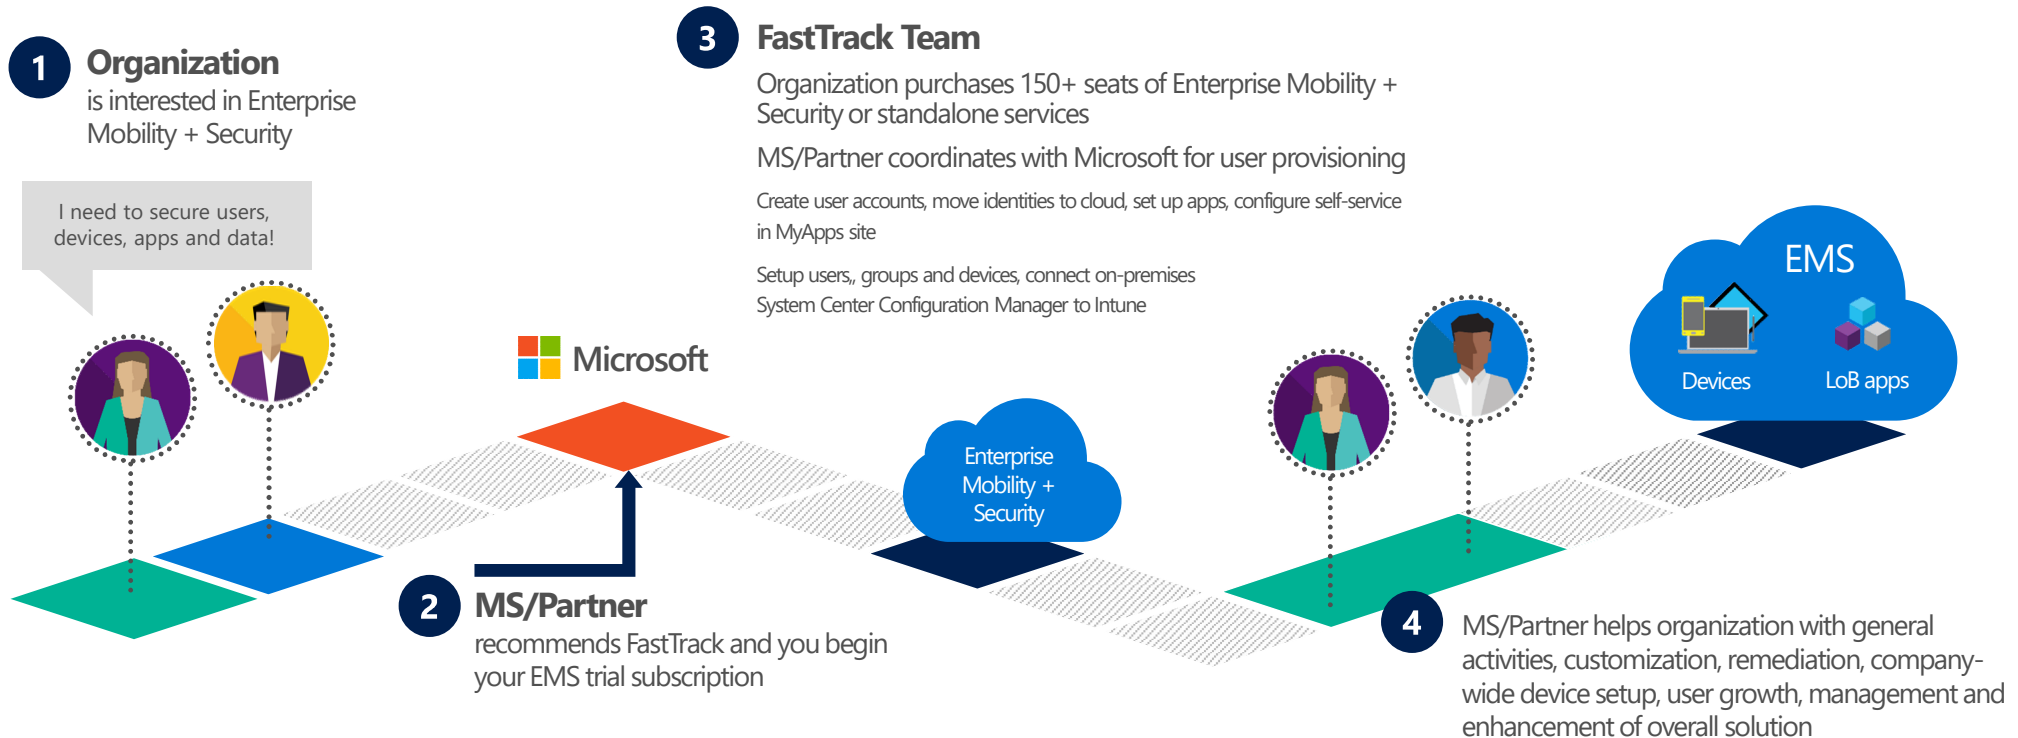 1
Organization
is interested in Enterprise
Mobility + Security
I need to secure users,
devices, apps and data!
Microsoft
2
MS/Partner
recommends FastTrack and you begin
your EMS trial subscription
3
FastTrack Team
Organization purchases 150+ seats of Enterprise Mobility +
Security or standalone services
MS/Partner coordinates with Microsoft for user provisioning
Create user accounts, move identities to cloud, set up apps, configure self-service
in MyApps site
Setup users,, groups and devices, connect on-premises
System Center Configuration Manager to Intune
Enterprise
Mobility +
Security
4
MS/Partner helps organization with general
activities, customization, remediation, company-
wide device setup, user growth, management and
enhancement of overall solution
EMS
Devices
LoB apps